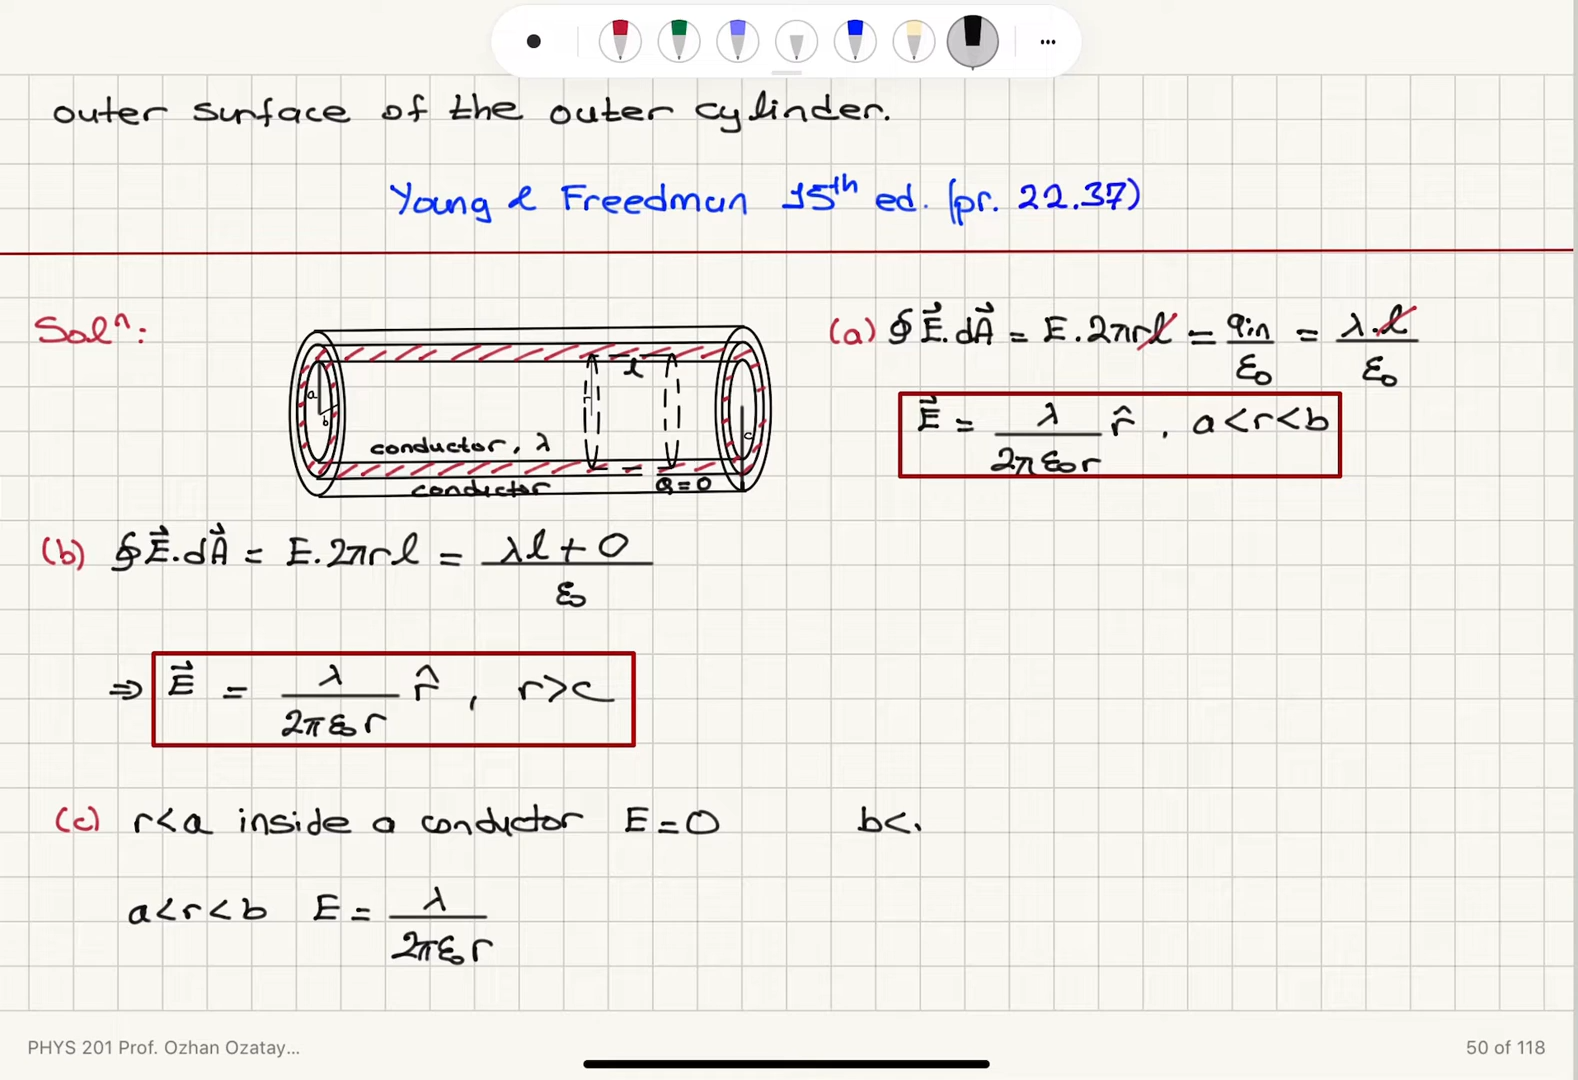 outer surface of the outer cylinder.
Young & Freedman 15th ed. (pr. 22.37)
Solⁿ:
a
b
l
r
c
conductor, λ
conductor
Q=0
(a) ∮E⃗.dA⃗ = E.2πrl = qin/ε₀ = λ.l/ε₀
E⃗ = λ/2πε₀r r̂ , a<r<b
(b) ∮E⃗.dA⃗ = E.2πrl = λl+0/ε₀
⇒ E⃗ = λ/2πε₀r r̂ , r>c
(c) r<a inside a conductor E=0 b<.
a<r<b E = λ/2πε₀r
PHYS 201 Prof. Ozhan Ozatay...
50 of 118